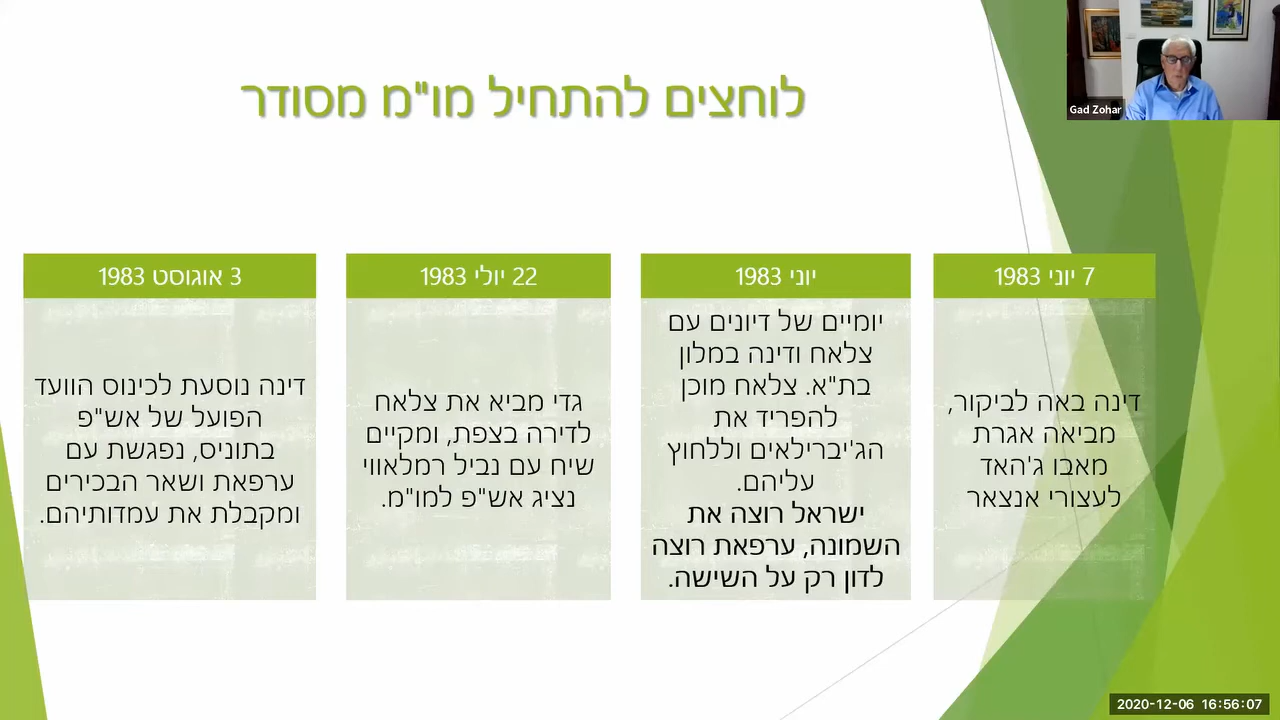 לוחצים להתחיל מו"מ מסודר
Gad Zohar
7 יוני 1983
דינה באה לביקור,
מביאה אגרת
מאבו ג'האד
לעצורי אנצאר
יוני 1983
יומיים של דיונים עם
צלאח ודינה במלון
בת"א. צלאח מוכן
להפריד את
הג'יברילאים וללחוץ
עליהם.
ישראל רוצה את
השמונה, ערפאת רוצה
לדון רק על השישה.
22 יולי 1983
גדי מביא את צלאח
לדירה בצפת, ומקיים
שיח עם נביל רמלאווי
נציג אש"פ למו"מ.
3 אוגוסט 1983
דינה נוסעת לכינוס הוועד
הפועל של אש"פ
בתוניס, נפגשת עם
ערפאת ושאר הבכירים
ומקבלת את עמדותיהם.
2020-12-06 16:56:07